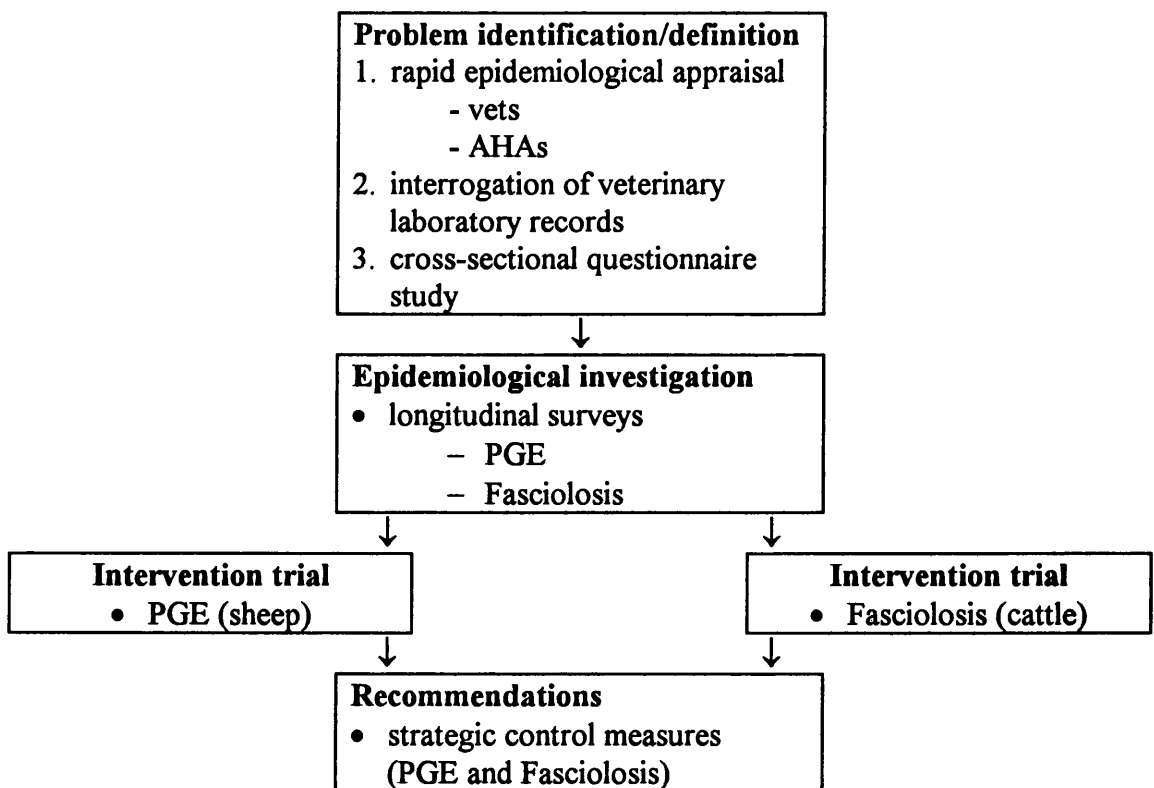 Problem identification/definition
1. rapid epidemiological appraisal
- vets
- AHAs
2. interrogation of veterinary
laboratory records
3. cross-sectional questionnaire
study
Epidemiological investigation
• longitudinal surveys
– PGE
– Fasciolosis
Intervention trial
• PGE (sheep)
Intervention trial
• Fasciolosis (cattle)
Recommendations
• strategic control measures
(PGE and Fasciolosis)